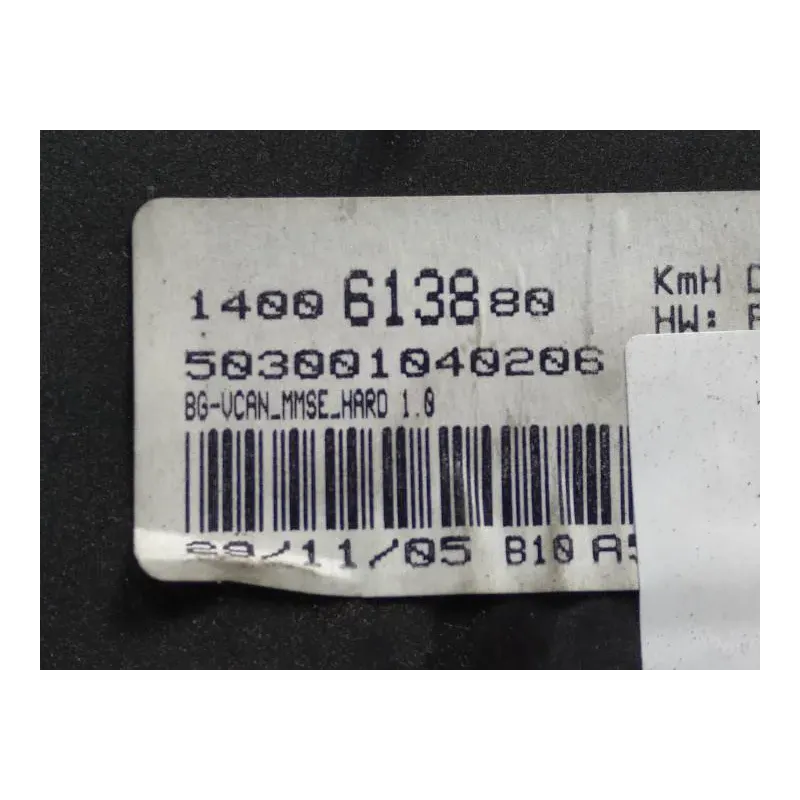 1400 6138 80
KmH
HW:
503001040206
BG-VCAN_MMSE_HARD 1.0
29/11/05 B10